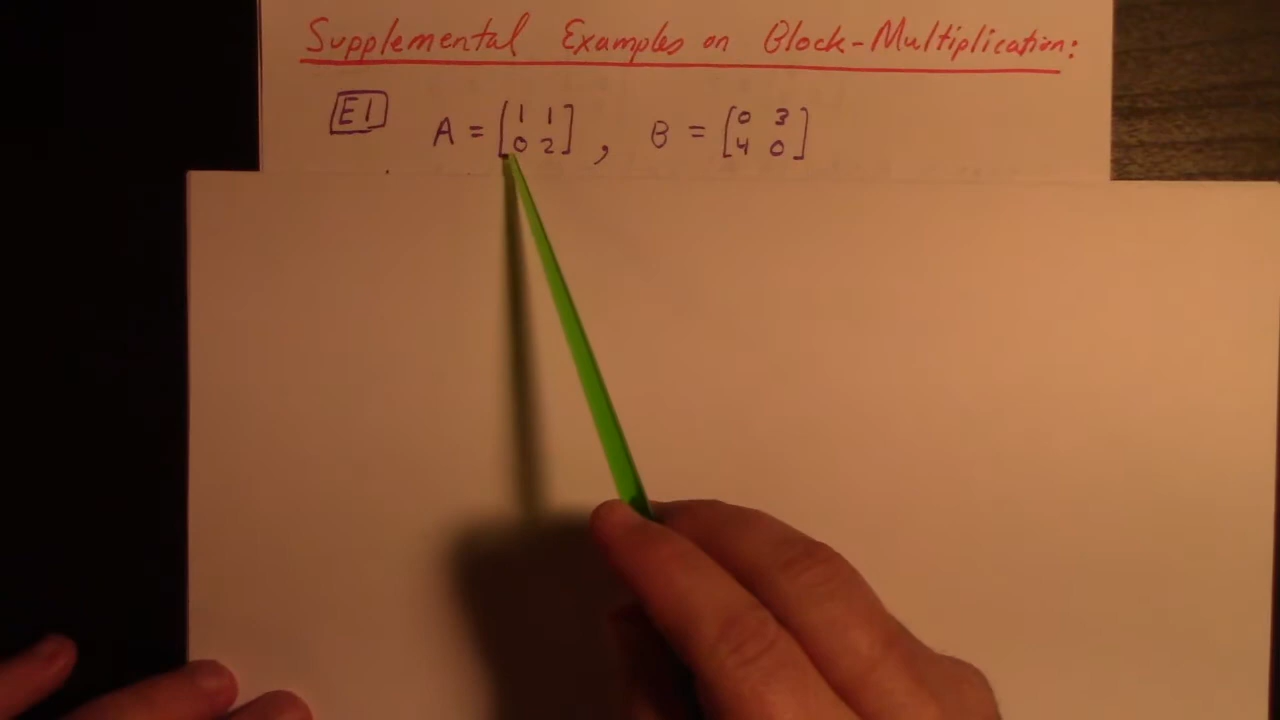 Supplemental Examples on Block-Multiplication:
E1 A = [1 1
0 2], B = [0 3
4 0]